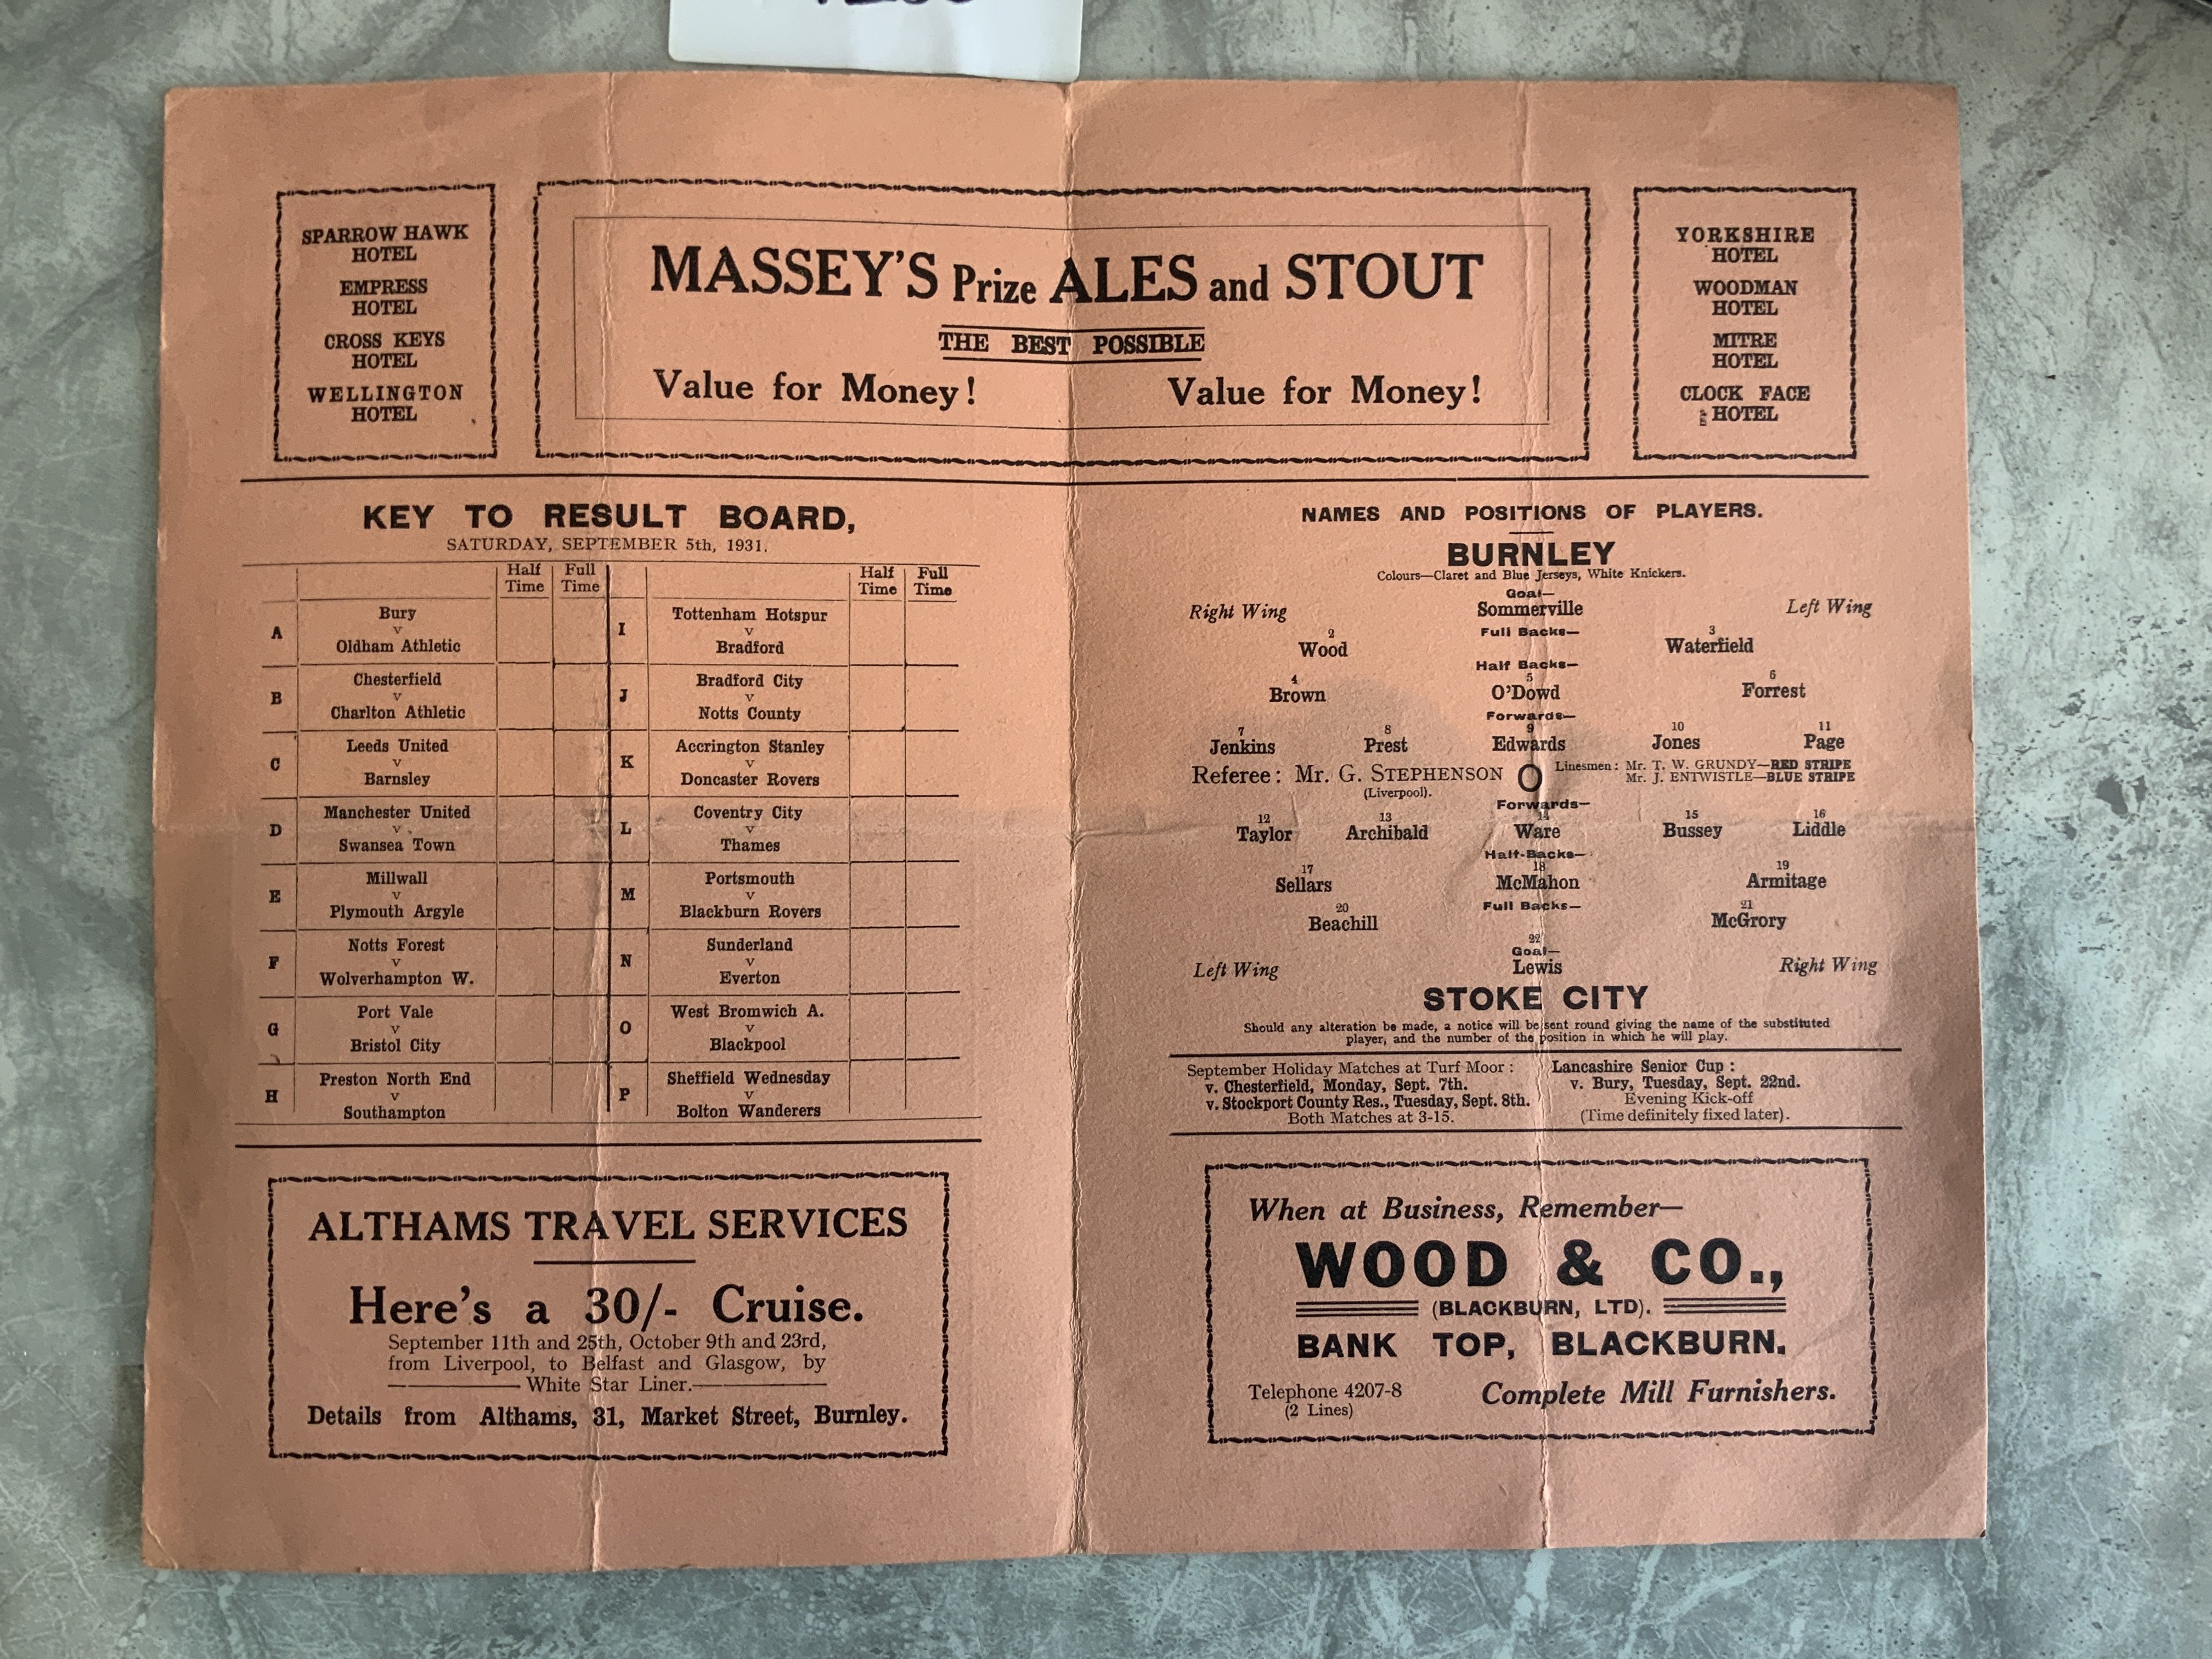 SPARROW HAWK
HOTEL
EMPRESS
HOTEL
CROSS KEYS
HOTEL
WELLINGTON
HOTEL
MASSEY'S Prize ALES and STOUT
THE BEST POSSIBLE
Value for Money! Value for Money!
YORKSHIRE
HOTEL
WOODMAN
HOTEL
MITRE
HOTEL
CLOCK FACE
HOTEL
KEY TO RESULT BOARD,
SATURDAY, SEPTEMBER 5th, 1931.
Half Time Full Time Half Time Full Time
A Bury v Oldham Athletic
B Chesterfield v Charlton Athletic
C Leeds United v Barnsley
D Manchester United v Swansea Town
E Millwall v Plymouth Argyle
F Notts Forest v Wolverhampton W.
G Port Vale v Bristol City
H Preston North End v Southampton
I Tottenham Hotspur v Bradford
J Bradford City v Notts County
K Accrington Stanley v Doncaster Rovers
L Coventry City v Thames
M Portsmouth v Blackburn Rovers
N Sunderland v Everton
O West Bromwich A. v Blackpool
P Sheffield Wednesday v Bolton Wanderers
ALTHAMS TRAVEL SERVICES
Here's a 30/- Cruise.
September 11th and 25th, October 9th and 23rd,
from Liverpool, to Belfast and Glasgow, by
White Star Liner.
Details from Althams, 31, Market Street, Burnley.
NAMES AND POSITIONS OF PLAYERS.
BURNLEY
Colours—Claret and Blue Jerseys, White Knickers.
Goal—
Right Wing Sommerville Left Wing
2 Full Backs— 3
Wood Waterfield
Half Backs—
4 5 6
Brown O'Dowd Forrest
Forwards—
7 8 9 10 11
Jenkins Prest Edwards Jones Page
Referee: Mr. G. STEPHENSON O Linesmen: Mr. T. W. GRUNDY—RED STRIPE
(Liverpool). Mr. J. ENTWISTLE—BLUE STRIPE
Forwards—
12 13 14 15 16
Taylor Archibald Ware Bussey Liddle
Half-Backs—
17 18 19
Sellars McMahon Armitage
20 Full Backs— 21
Beachill McGrory
22
Goal—
Left Wing Lewis Right Wing
STOKE CITY
Should any alteration be made, a notice will be sent round giving the name of the substituted
player, and the number of the position in which he will play.
September Holiday Matches at Turf Moor:
v. Chesterfield, Monday, Sept. 7th.
v. Stockport County Res., Tuesday, Sept. 8th.
Both Matches at 3-15.
Lancashire Senior Cup:
v. Bury, Tuesday, Sept. 22nd.
Evening Kick-off
(Time definitely fixed later).
When at Business, Remember—
WOOD & CO.,
(BLACKBURN, LTD).
BANK TOP, BLACKBURN.
Telephone 4207-8
(2 Lines)
Complete Mill Furnishers.